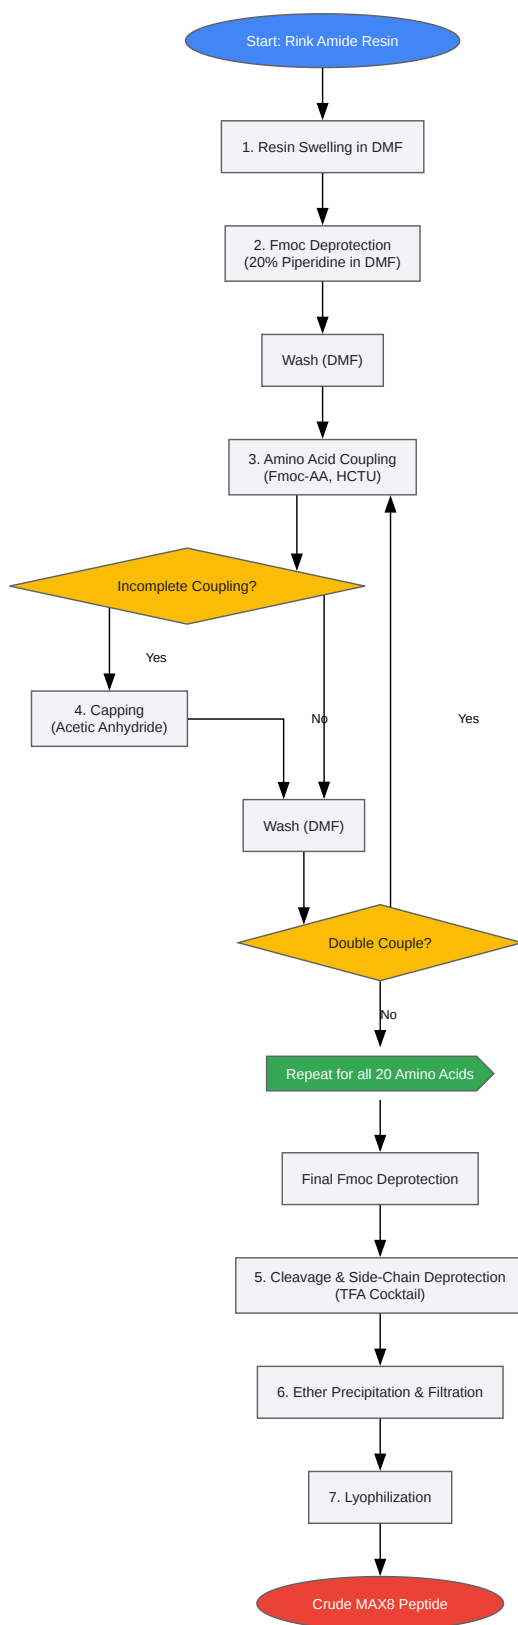 Start: Rink Amide Resin
1. Resin Swelling in DMF
2. Fmoc Deprotection
(20% Piperidine in DMF)
Wash (DMF)
3. Amino Acid Coupling
(Fmoc-AA, HCTU)
Incomplete Coupling?
Yes
4. Capping
(Acetic Anhydride)
No
Yes
Wash (DMF)
Double Couple?
No
Repeat for all 20 Amino Acids
Final Fmoc Deprotection
5. Cleavage & Side-Chain Deprotection
(TFA Cocktail)
6. Ether Precipitation & Filtration
7. Lyophilization
Crude MAX8 Peptide